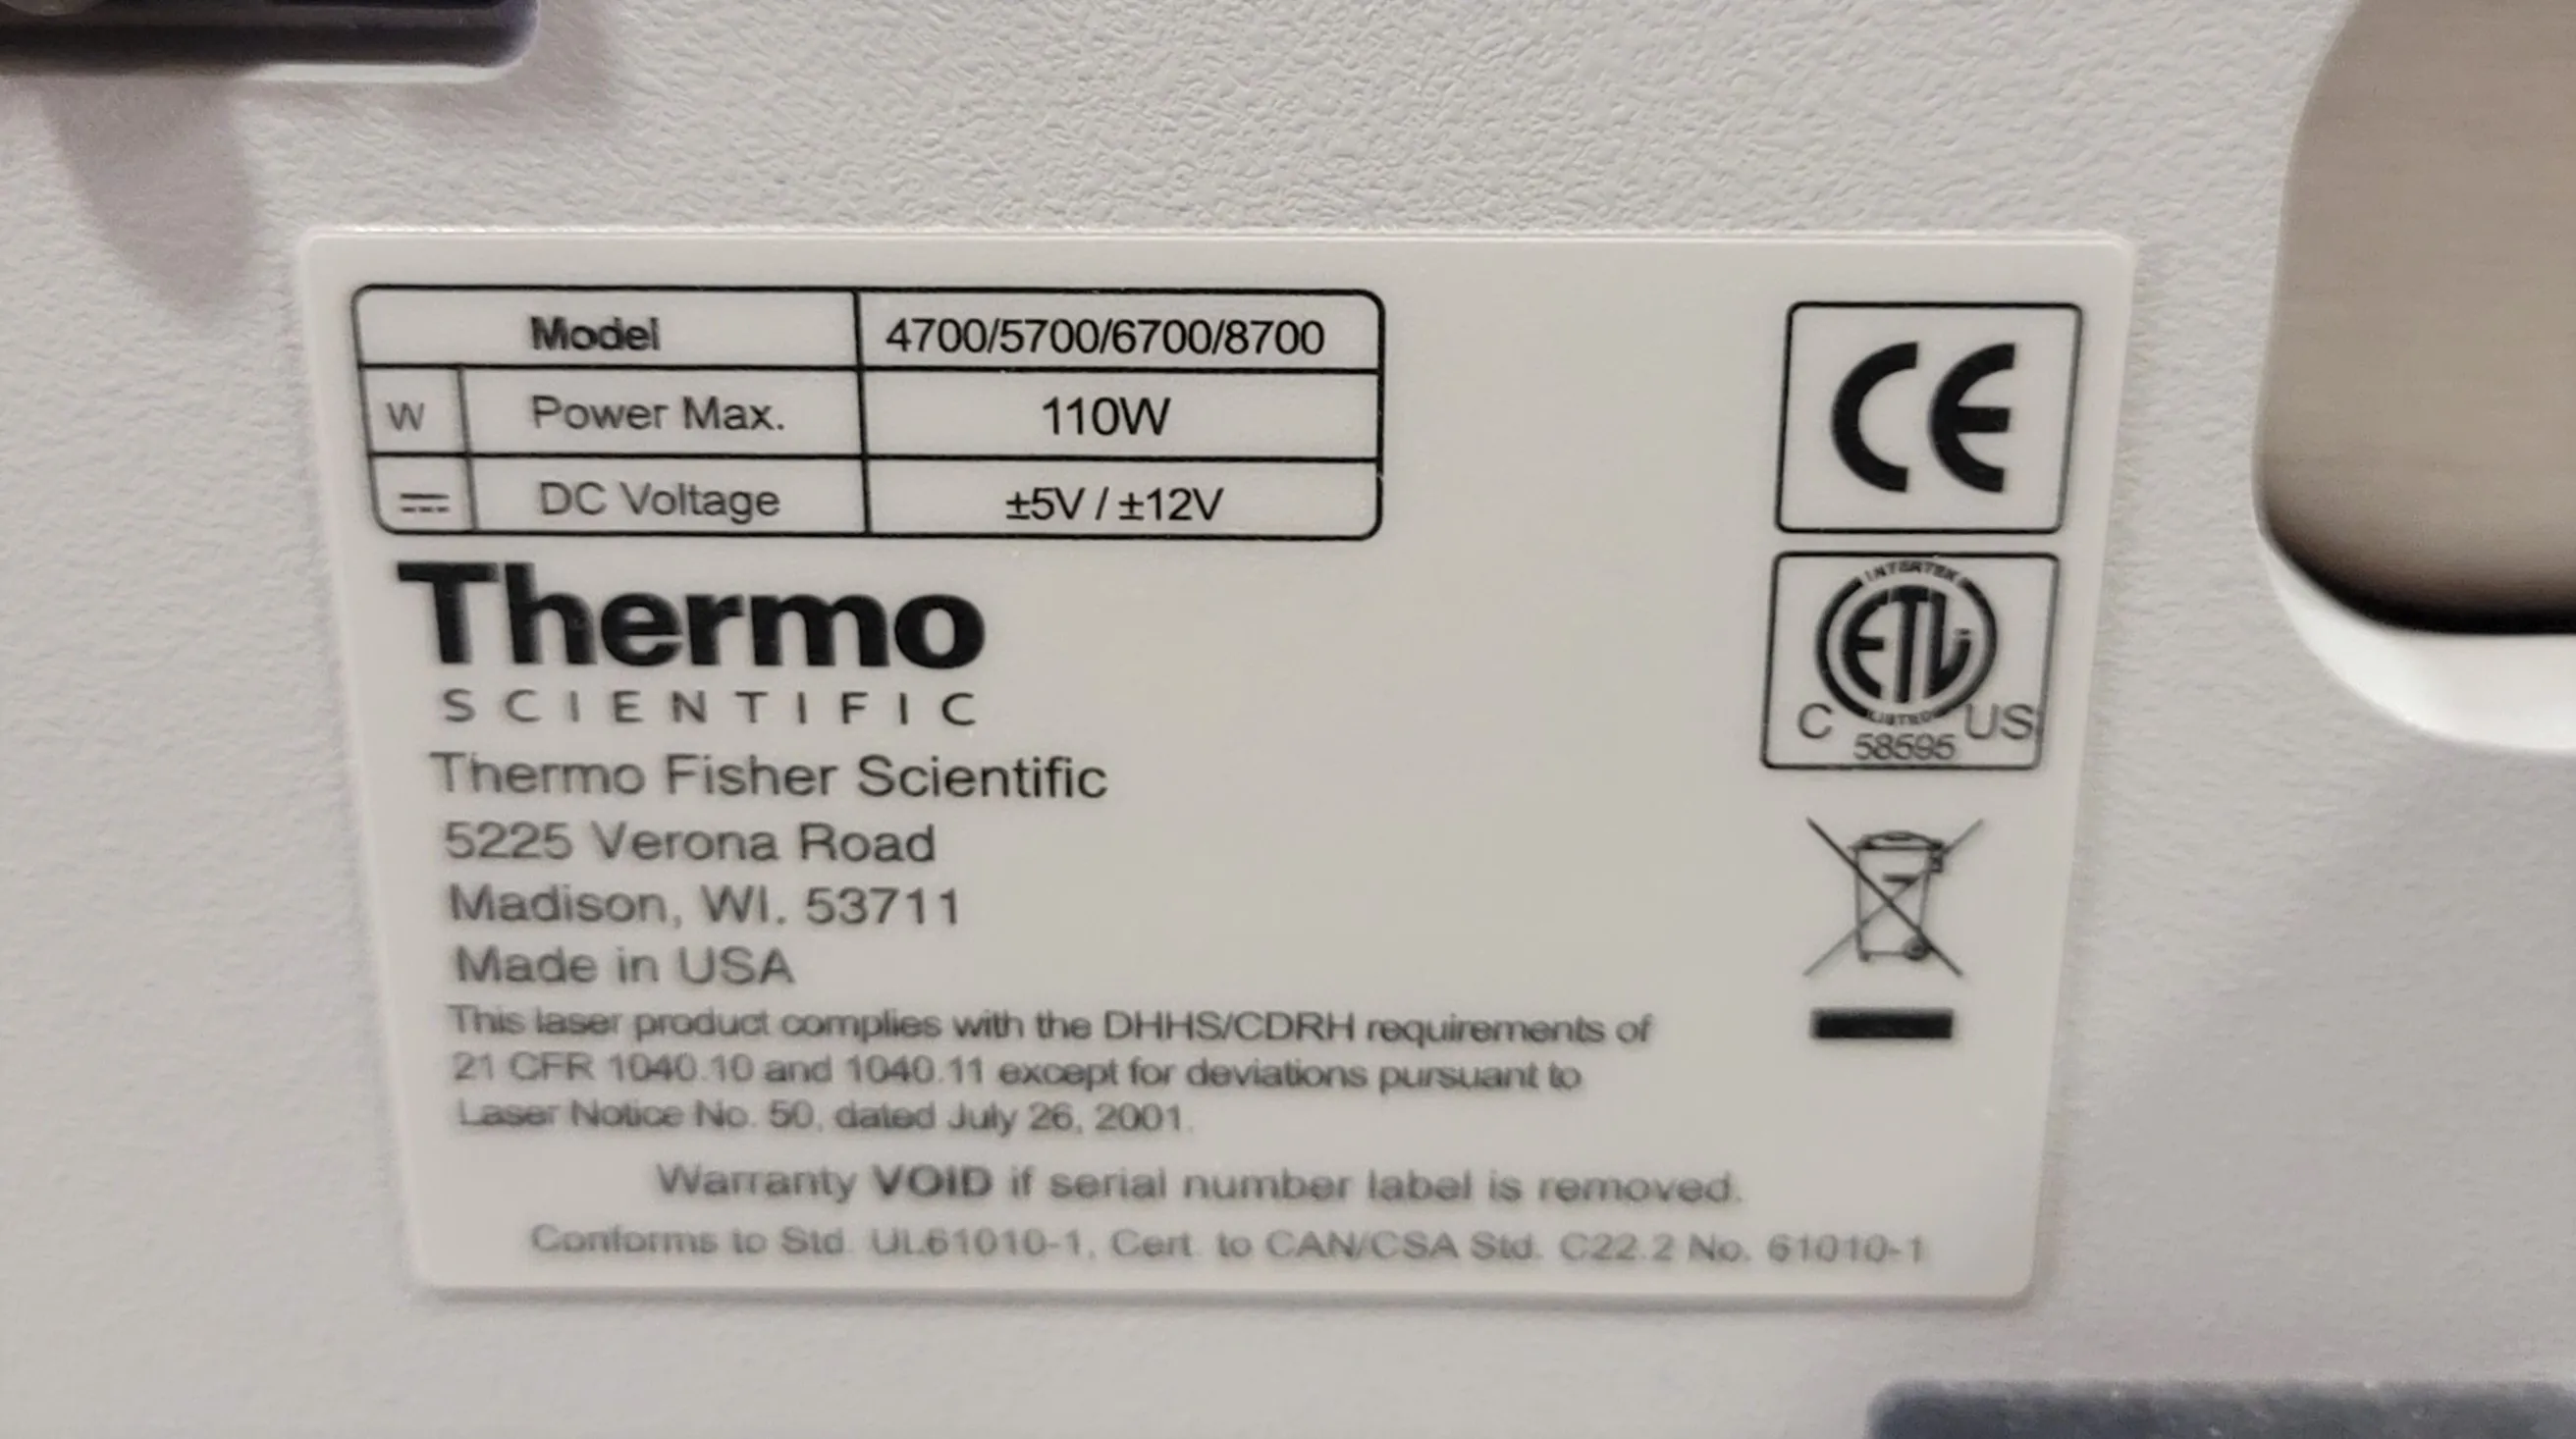 Model 4700/5700/6700/8700
W Power Max. 110W
DC Voltage ±5V / ±12V
CE
INTERTEK
ETL
LISTED
C US
58595
Thermo
SCIENTIFIC
Thermo Fisher Scientific
5225 Verona Road
Madison, WI. 53711
Made in USA
This laser product complies with the DHHS/CDRH requirements of
21 CFR 1040.10 and 1040.11 except for deviations pursuant to
Laser Notice No. 50, dated July 26, 2001.
Warranty VOID if serial number label is removed.
Conforms to Std. UL61010-1, Cert. to CAN/CSA Std. C22.2 No. 61010-1